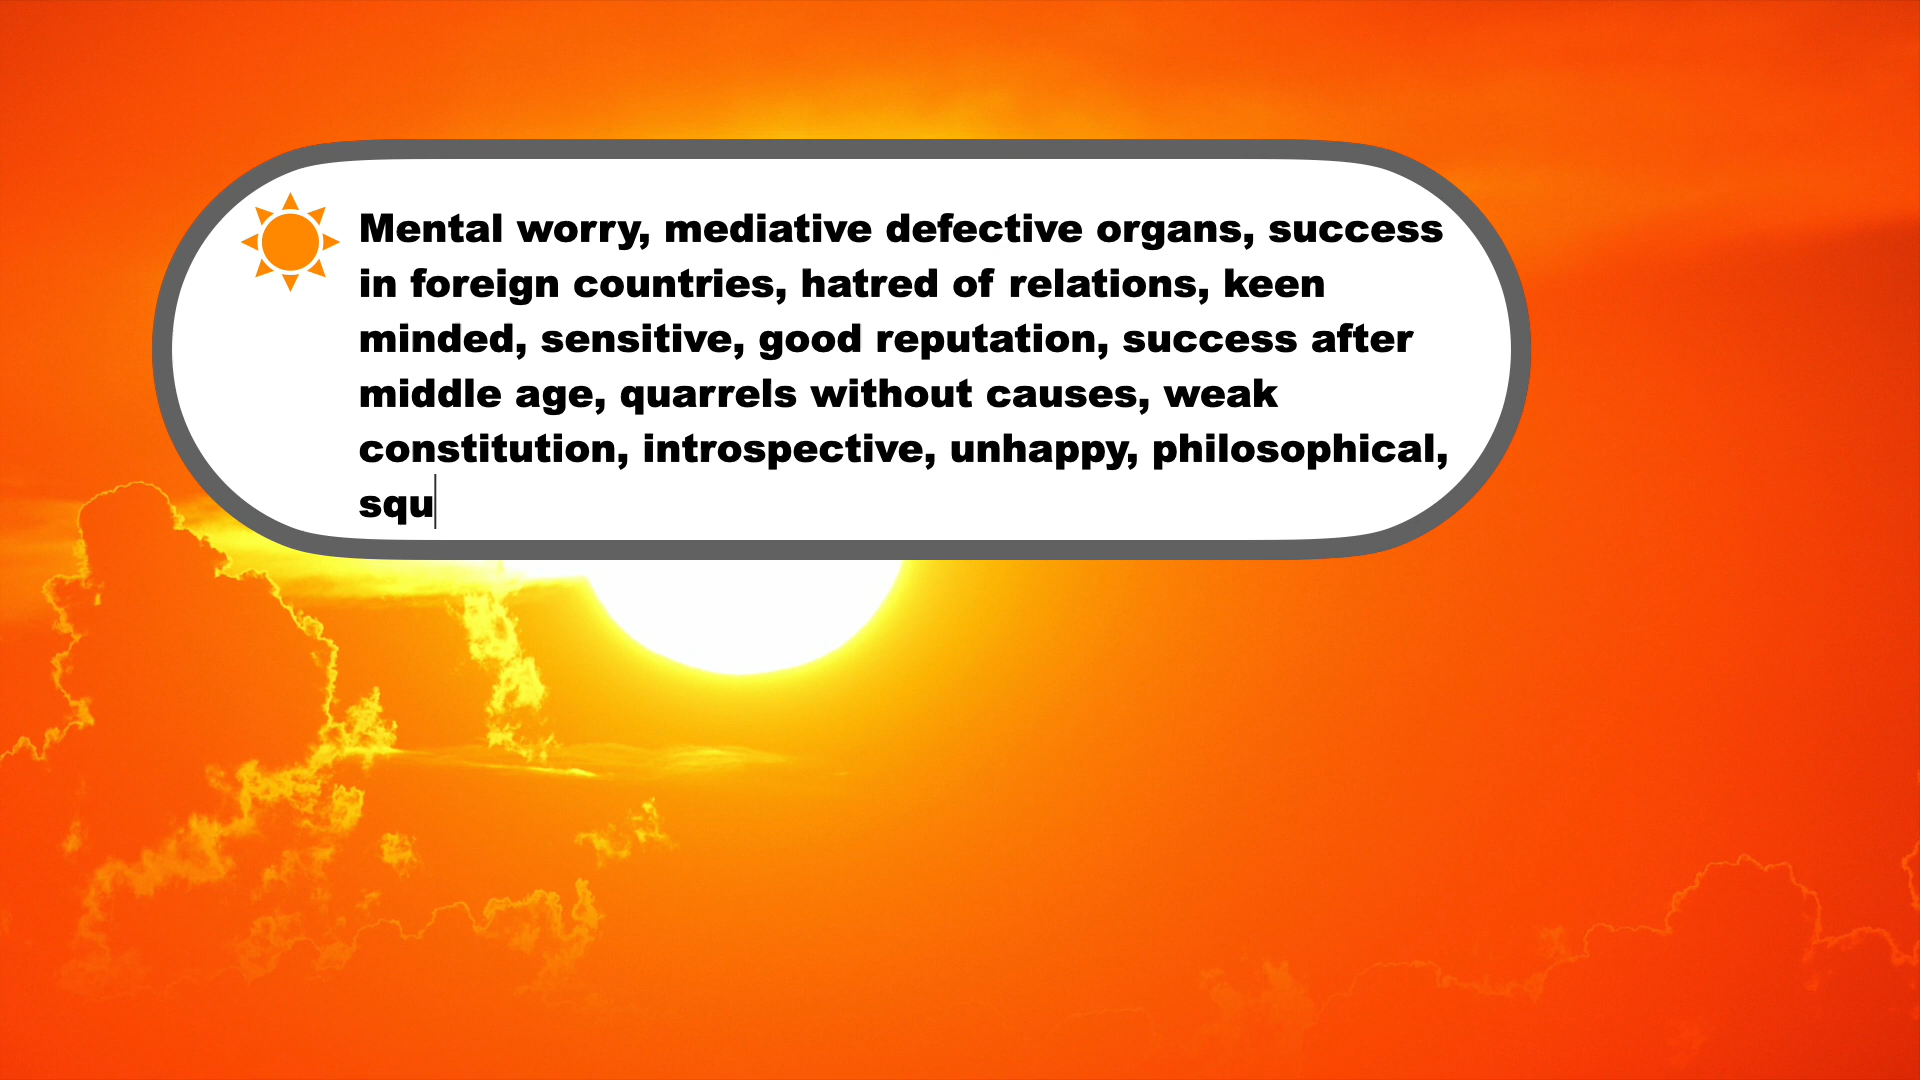 Mental worry, mediative defective organs, success
in foreign countries, hatred of relations, keen
minded, sensitive, good reputation, success after
middle age, quarrels without causes, weak
constitution, introspective, unhappy, philosophical,
squ